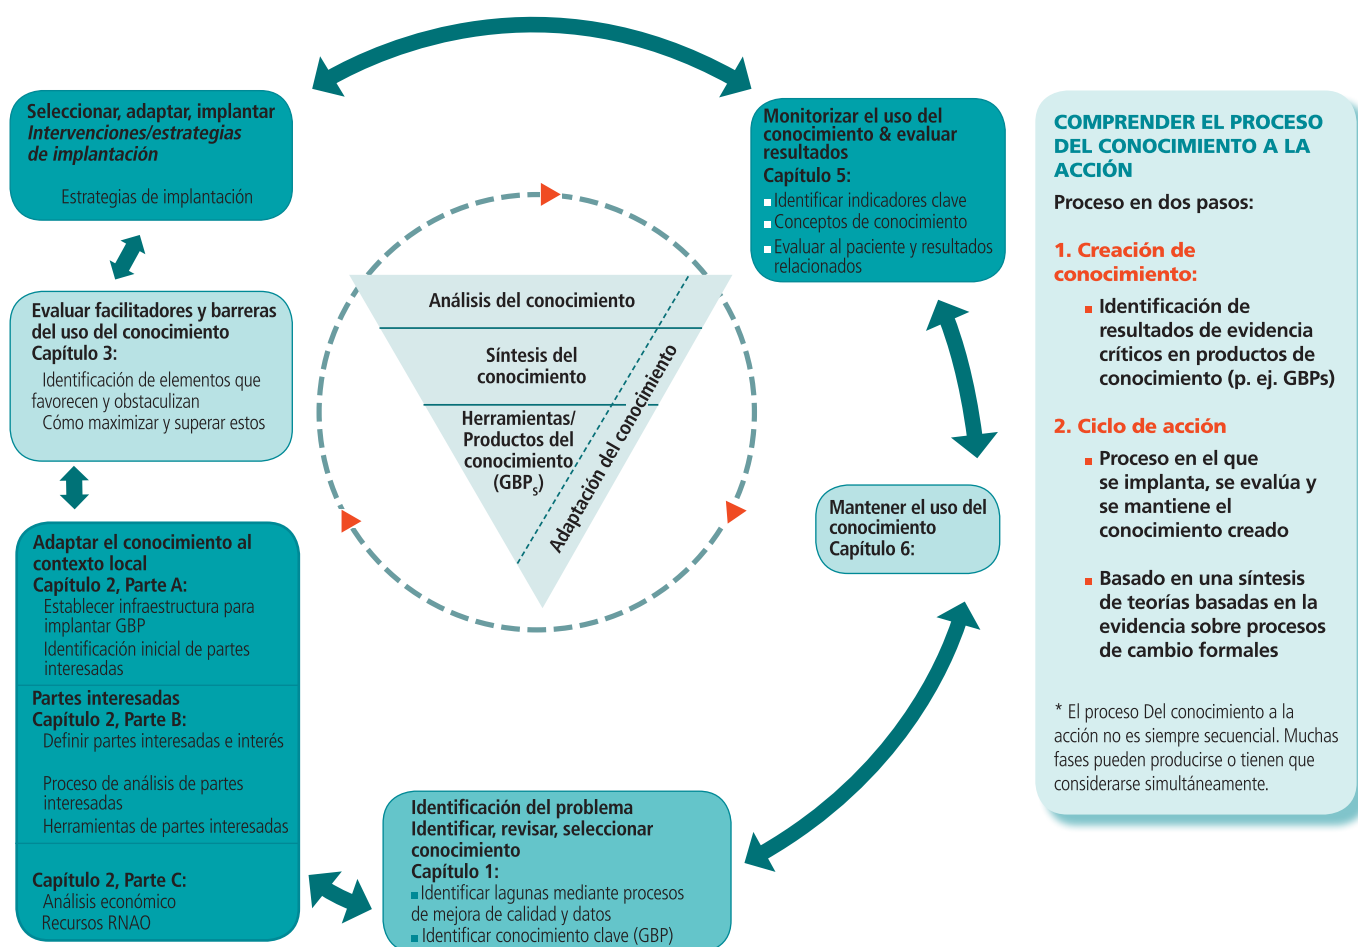 Seleccionar, adaptar, implantar
Intervenciones/estrategias
de implantación
Estrategias de implantación
Evaluar facilitadores y barreras
del uso del conocimiento
Capítulo 3:
Identificación de elementos que
favorecen y obstaculizan
Cómo maximizar y superar estos
Adaptar el conocimiento al
contexto local
Capítulo 2, Parte A:
Establecer infraestructura para
implantar GBP
Identificación inicial de partes
interesadas
Partes interesadas
Capítulo 2, Parte B:
Definir partes interesadas e interés
Proceso de análisis de partes
interesadas
Herramientas de partes interesadas
Capítulo 2, Parte C:
Análisis económico
Recursos RNAO
Análisis del conocimiento
Síntesis del
conocimiento
Herramientas/
Productos del
conocimiento
(GBPs)
Adaptación del conocimiento
Identificación del problema
Identificar, revisar, seleccionar
conocimiento
Capítulo 1:
Identificar lagunas mediante procesos
de mejora de calidad y datos
Identificar conocimiento clave (GBP)
Monitorizar el uso del
conocimiento & evaluar
resultados
Capítulo 5:
Identificar indicadores clave
Conceptos de conocimiento
Evaluar al paciente y resultados
relacionados
Mantener el uso del
conocimiento
Capítulo 6:
COMPRENDER EL PROCESO
DEL CONOCIMIENTO A LA
ACCIÓN
Proceso en dos pasos:
1. Creación de
conocimiento:
Identificación de
resultados de evidencia
críticos en productos de
conocimiento (p. ej. GBPs)
2. Ciclo de acción
Proceso en el que
se implanta, se evalúa y
se mantiene el
conocimiento creado
Basado en una síntesis
de teorías basadas en la
evidencia sobre procesos
de cambio formales
* El proceso Del conocimiento a la
acción no es siempre secuencial. Muchas
fases pueden producirse o tienen que
considerarse simultáneamente.